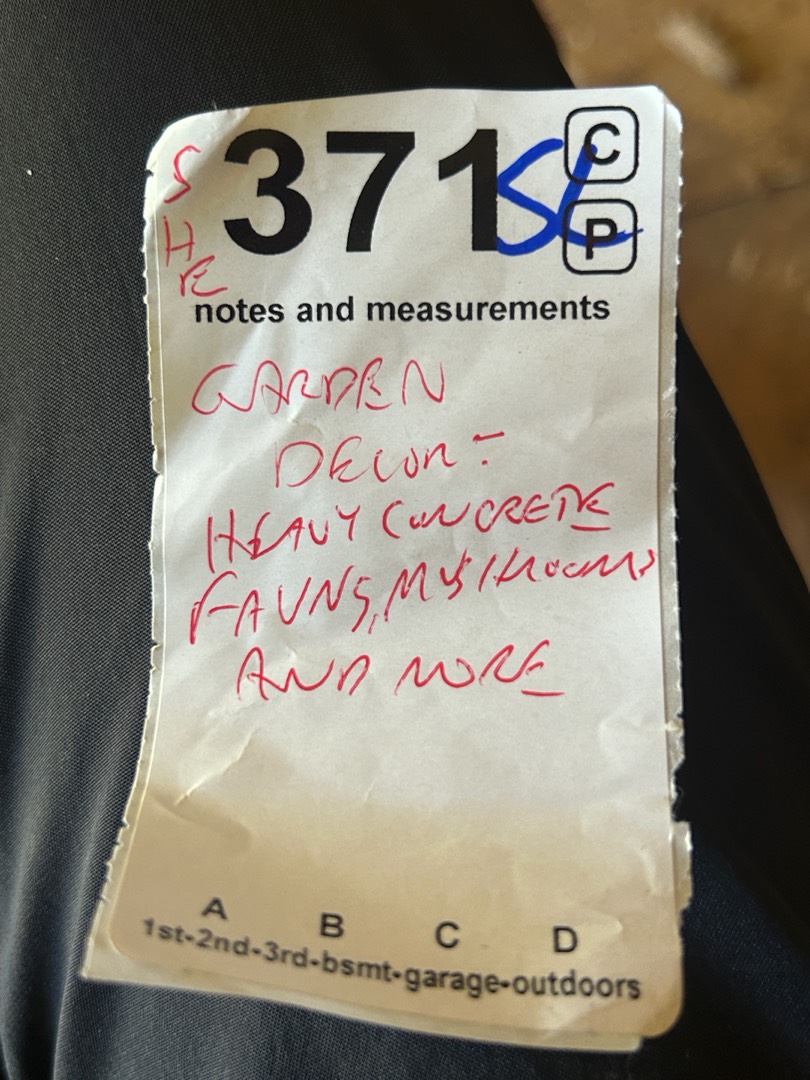 S
H
E
371 SL C
P
notes and measurements
GARDEN
DECOR-
HEAVY CONCRETE
FAUNS, MUSHROOMS
AND MORE
A B C D
1st-2nd-3rd-bsmt-garage-outdoors